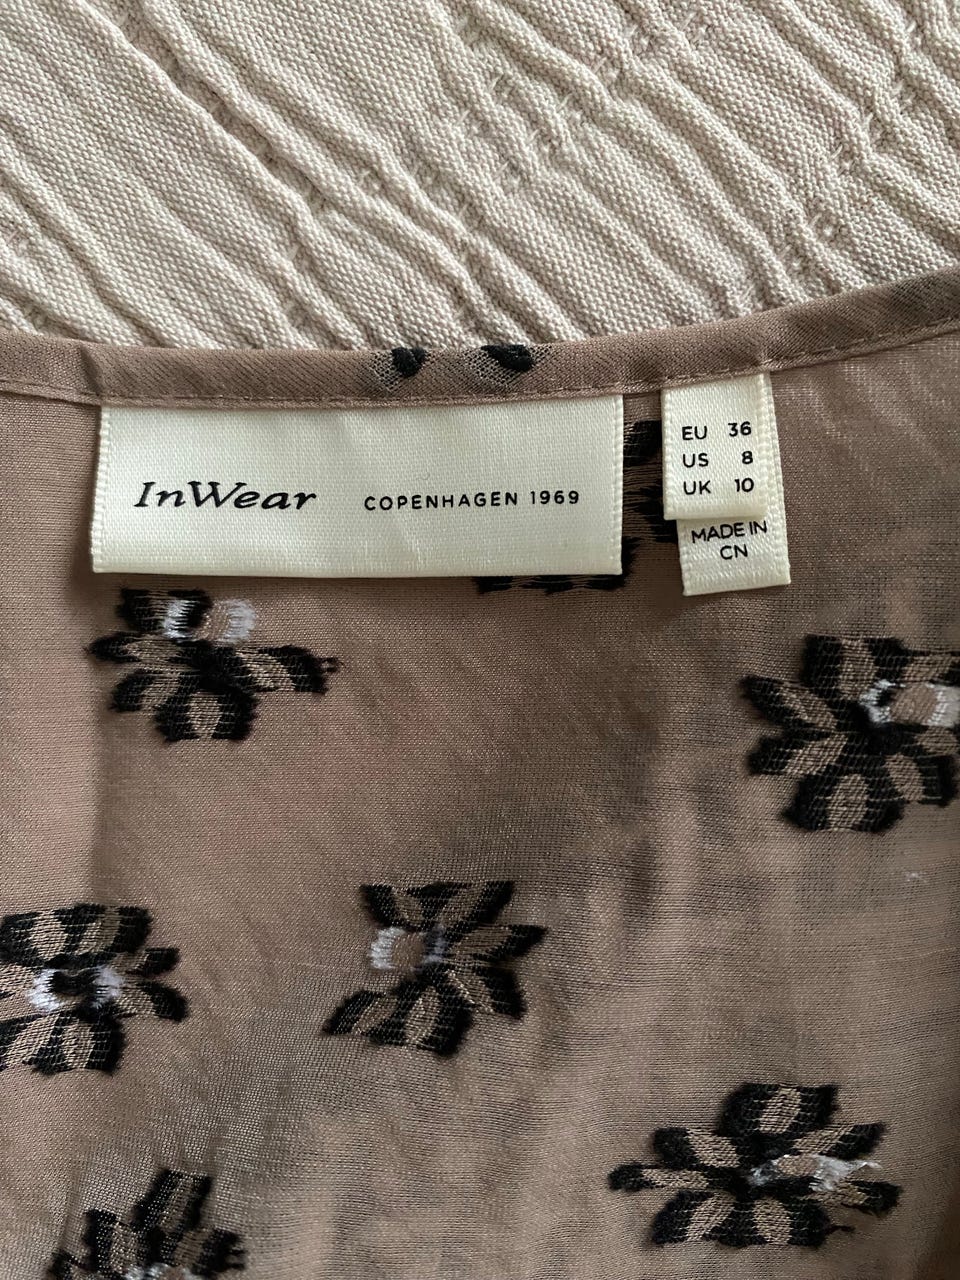 InWear COPENHAGEN 1969
EU 36
US 8
UK 10
MADE IN
CN